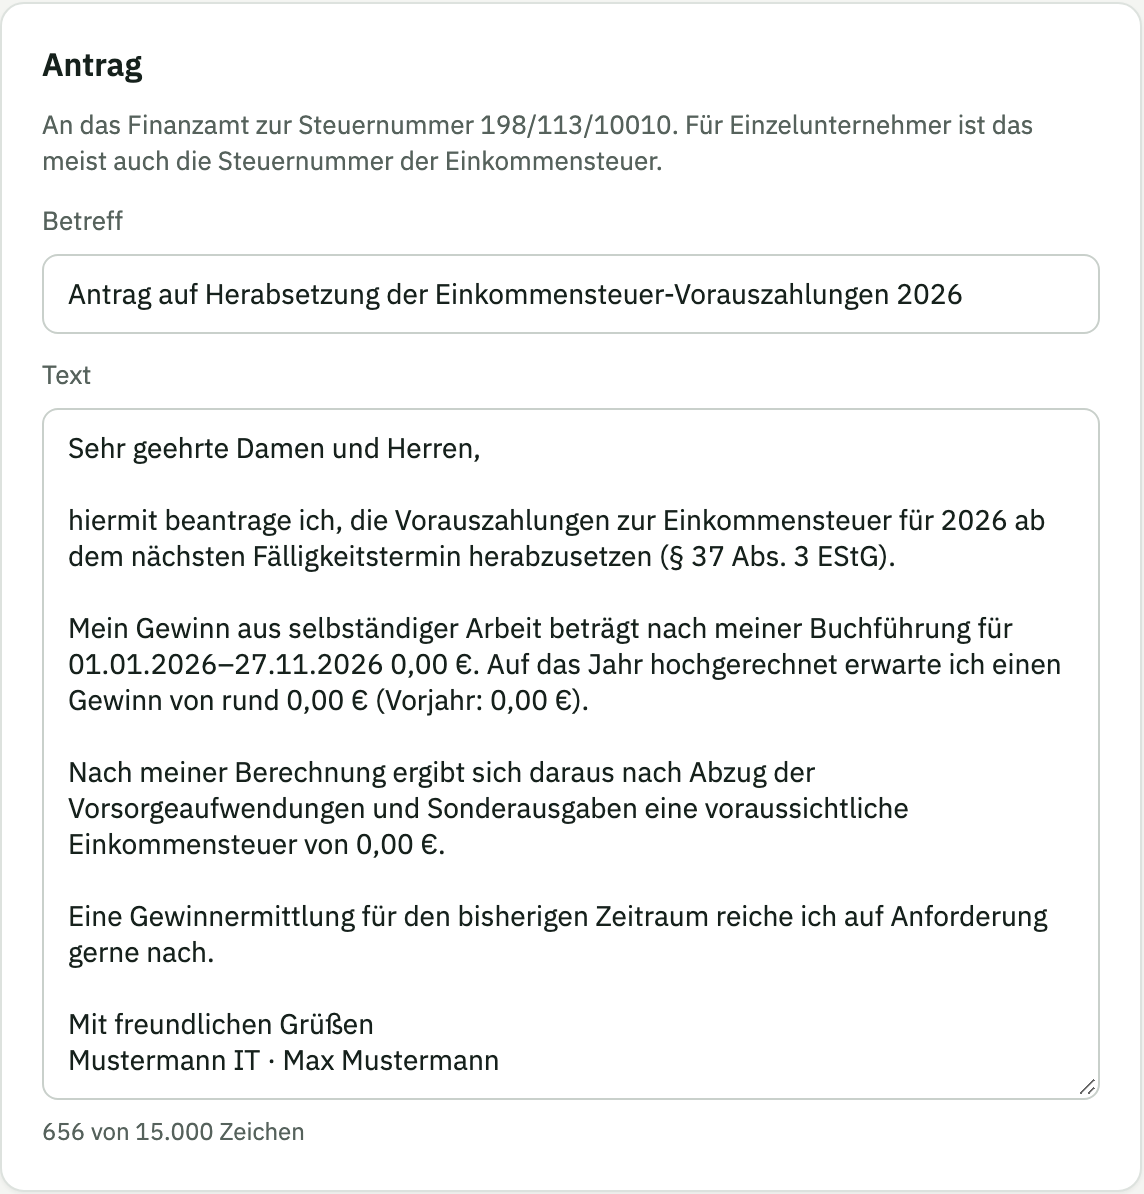 Antrag
An das Finanzamt zur Steuernummer 198/113/10010. Für Einzelunternehmer ist das
meist auch die Steuernummer der Einkommensteuer.
Betreff
Antrag auf Herabsetzung der Einkommensteuer-Vorauszahlungen 2026
Text
Sehr geehrte Damen und Herren,
hiermit beantrage ich, die Vorauszahlungen zur Einkommensteuer für 2026 ab
dem nächsten Fälligkeitstermin herabzusetzen (§ 37 Abs. 3 EStG).
Mein Gewinn aus selbständiger Arbeit beträgt nach meiner Buchführung für
01.01.2026–27.11.2026 0,00 €. Auf das Jahr hochgerechnet erwarte ich einen
Gewinn von rund 0,00 € (Vorjahr: 0,00 €).
Nach meiner Berechnung ergibt sich daraus nach Abzug der
Vorsorgeaufwendungen und Sonderausgaben eine voraussichtliche
Einkommensteuer von 0,00 €.
Eine Gewinnermittlung für den bisherigen Zeitraum reiche ich auf Anforderung
gerne nach.
Mit freundlichen Grüßen
Mustermann IT · Max Mustermann
656 von 15.000 Zeichen